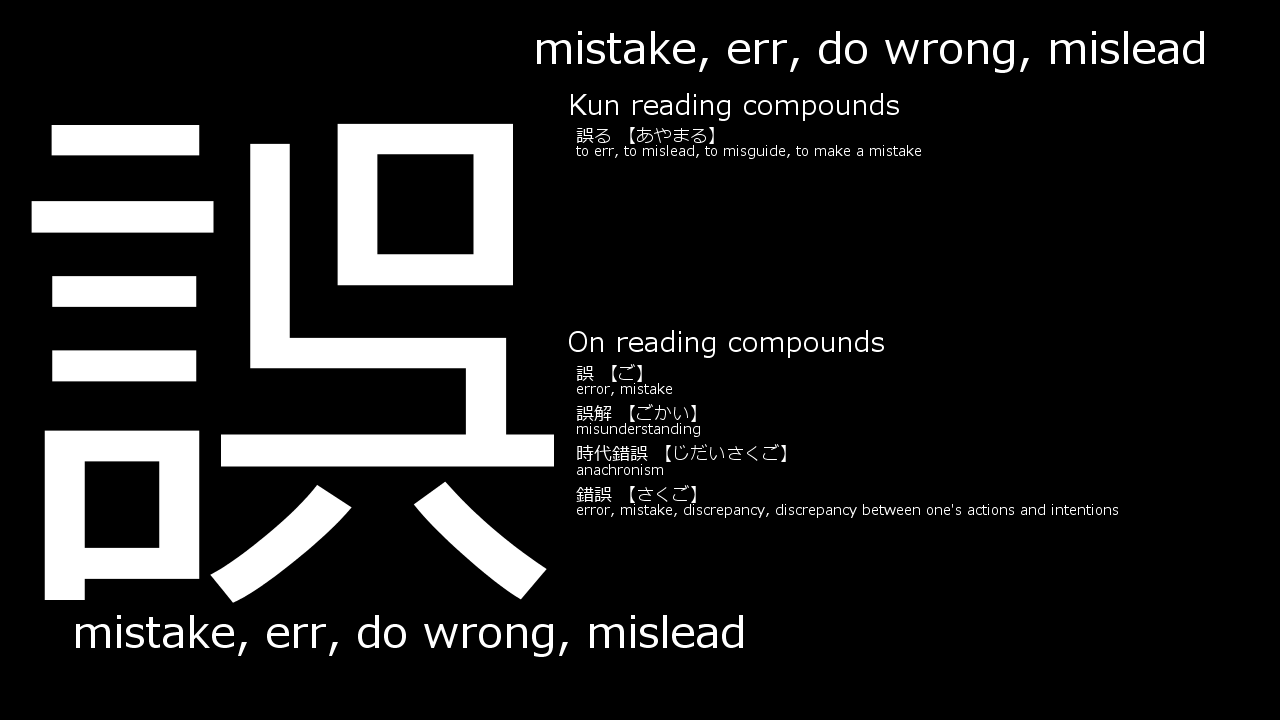 誤
mistake, err, do wrong, mislead
Kun reading compounds
誤る 【あやまる】
to err, to mislead, to misguide, to make a mistake
On reading compounds
誤 【ご】
error, mistake
誤解 【ごかい】
misunderstanding
時代錯誤 【じだいさくご】
anachronism
錯誤 【さくご】
error, mistake, discrepancy, discrepancy between one's actions and intentions
mistake, err, do wrong, mislead